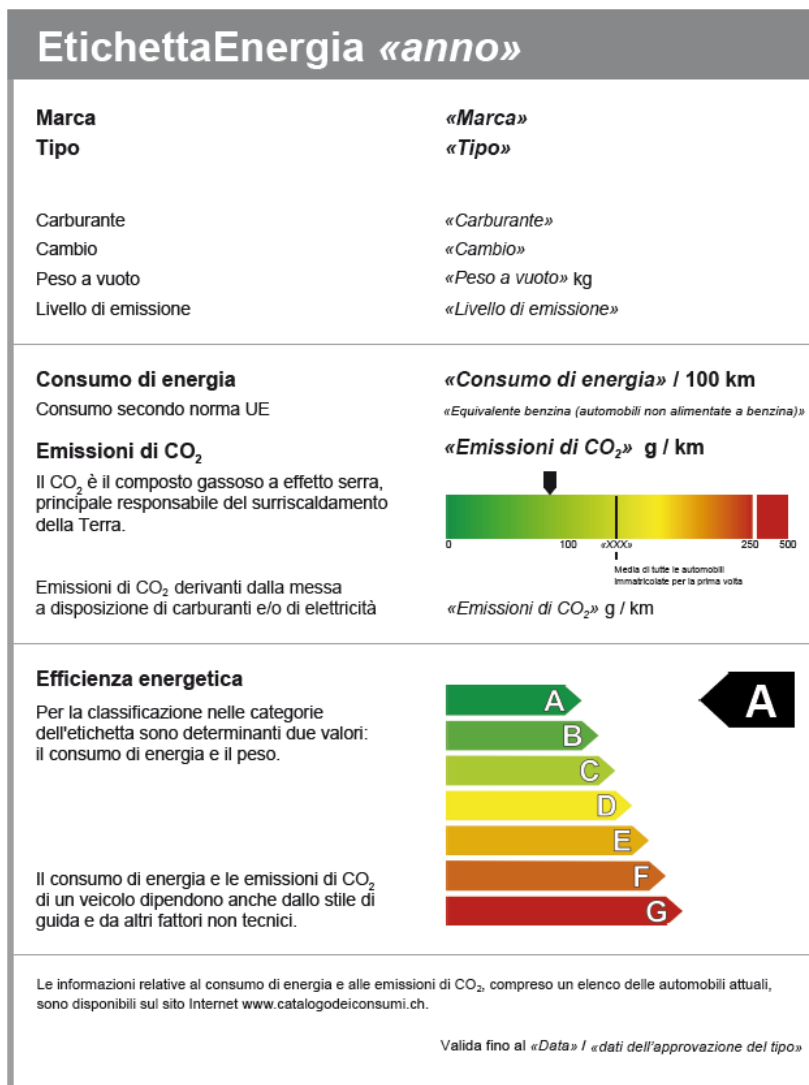 EtichettaEnergia «anno»
Marca «Marca»
Tipo «Tipo»
Carburante «Carburante»
Cambio «Cambio»
Peso a vuoto «Peso a vuoto» kg
Livello di emissione «Livello di emissione»
Consumo di energia «Consumo di energia» / 100 km
Consumo secondo norma UE «Equivalente benzina (automobili non alimentate a benzina)»
Emissioni di CO₂ «Emissioni di CO₂» g / km
Il CO₂ è il composto gassoso a effetto serra,
principale responsabile del surriscaldamento
della Terra.
0 100 «XXX» 250 500
Media di tutte le automobili
immatricolate per la prima volta
Emissioni di CO₂ derivanti dalla messa
a disposizione di carburanti e/o di elettricità «Emissioni di CO₂» g / km
Efficienza energetica
Per la classificazione nelle categorie
dell'etichetta sono determinanti due valori:
il consumo di energia e il peso.
A A
B
C
D
E
F
G
Il consumo di energia e le emissioni di CO₂
di un veicolo dipendono anche dallo stile di
guida e da altri fattori non tecnici.
Le informazioni relative al consumo di energia e alle emissioni di CO₂, compreso un elenco delle automobili attuali,
sono disponibili sul sito Internet www.catalogodeiconsumi.ch.
Valida fino al «Data» / «dati dell'approvazione del tipo»